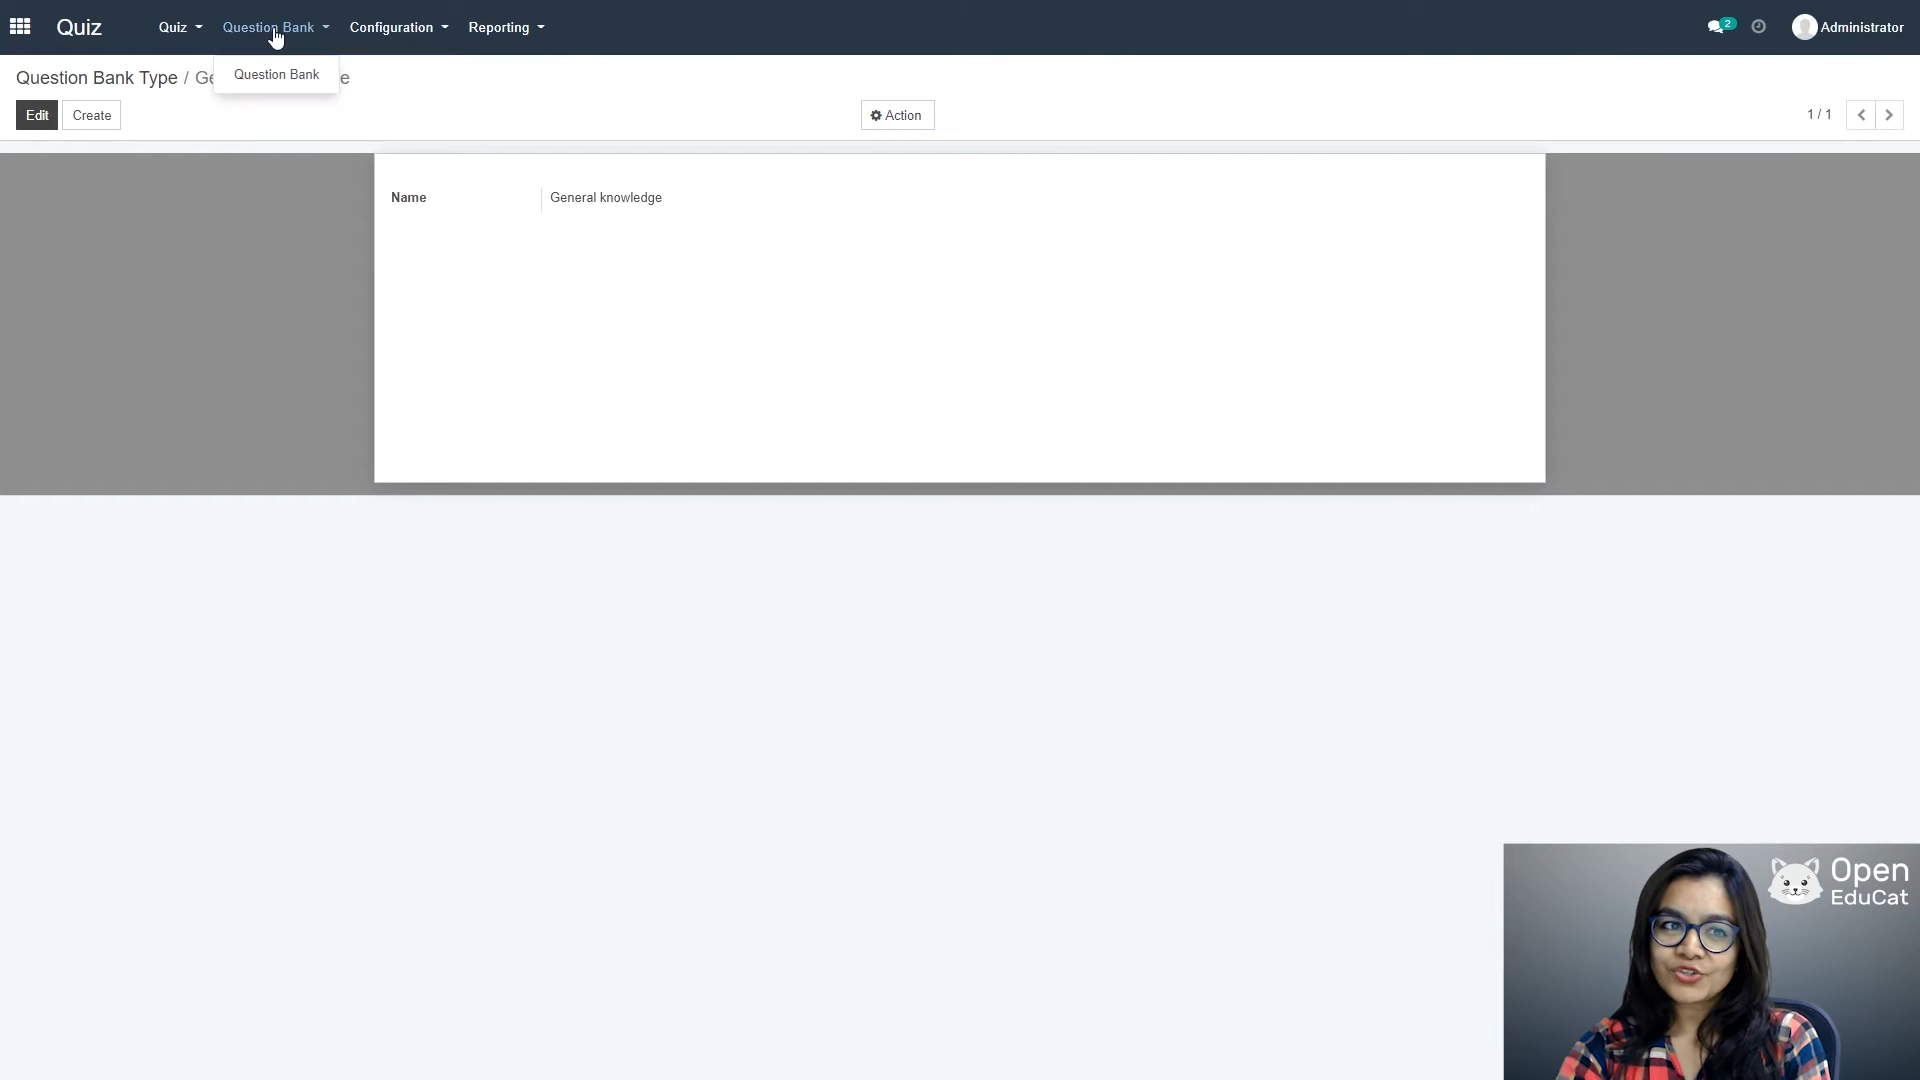 Quiz
Quiz
Question Bank
Configuration
Reporting
2
Administrator
Question Bank Type / Ge
e
Question Bank
Edit
Create
Action
1 / 1
Name
General knowledge
Open
EduCat